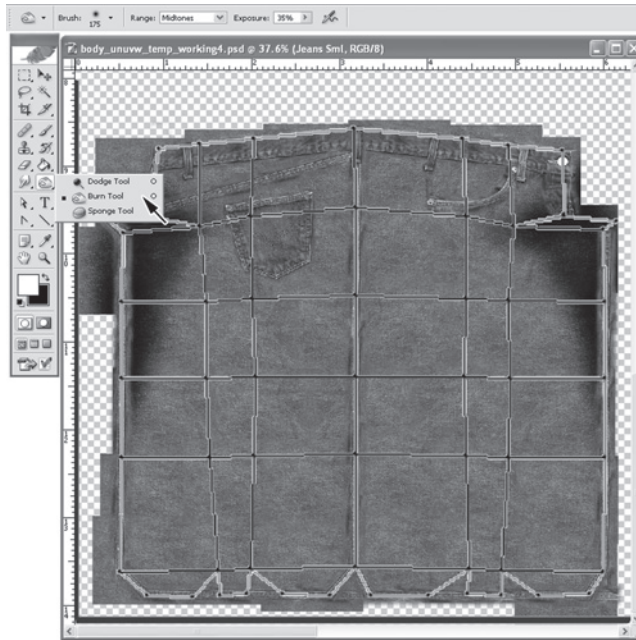 Brush: 175 Range: Midtones Exposure: 35%
body_unuvw_temp_working4.psd @ 37.6% (Jeans Sml, RGB/8)
Dodge Tool O
Burn Tool O
Sponge Tool O